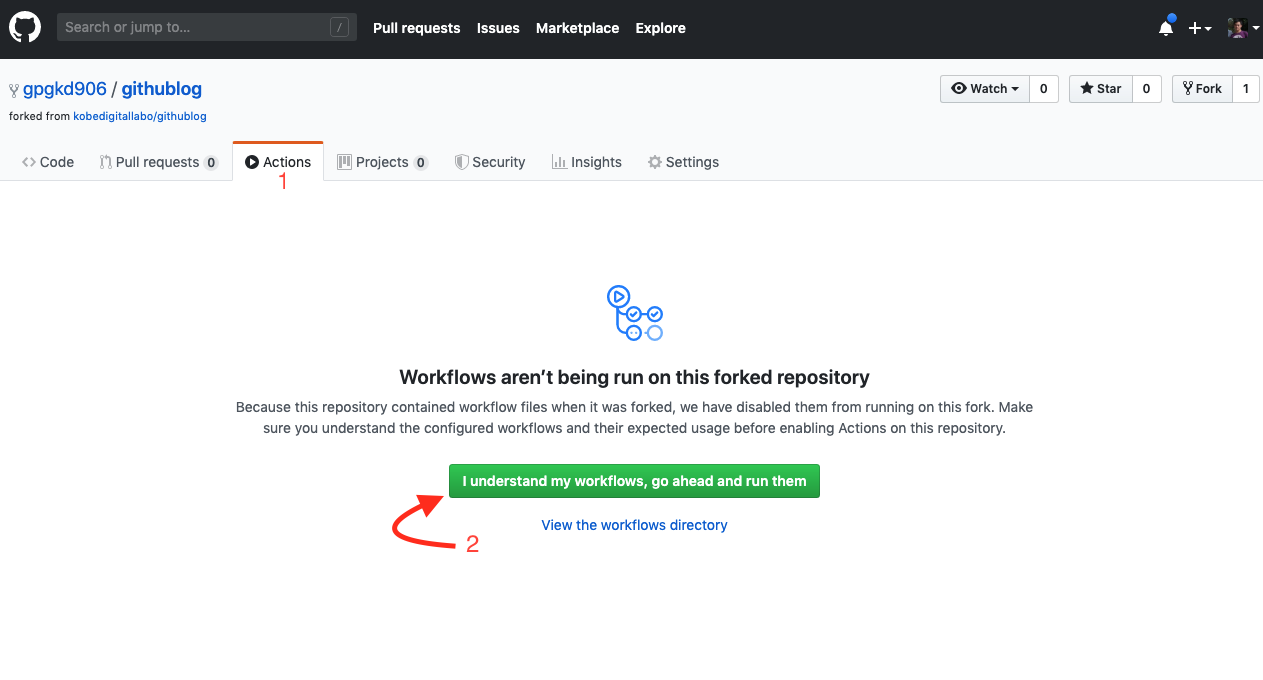 Search or jump to... / Pull requests Issues Marketplace Explore
gpgkd906 / githublog Watch 0 Star 0 Fork 1
forked from kobedigitallabo/githublog
Code Pull requests 0 Actions Projects 0 Security Insights Settings
1
Workflows aren’t being run on this forked repository
Because this repository contained workflow files when it was forked, we have disabled them from running on this fork. Make
sure you understand the configured workflows and their expected usage before enabling Actions on this repository.
I understand my workflows, go ahead and run them
View the workflows directory
2